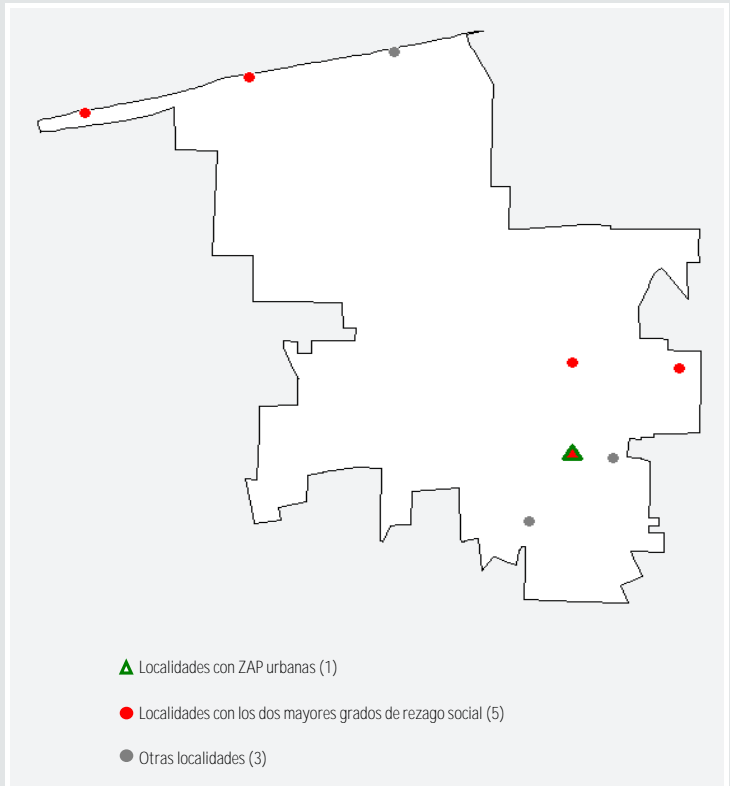 Localidades con ZAP urbanas (1)
Localidades con los dos mayores grados de rezago social (5)
Otras localidades (3)